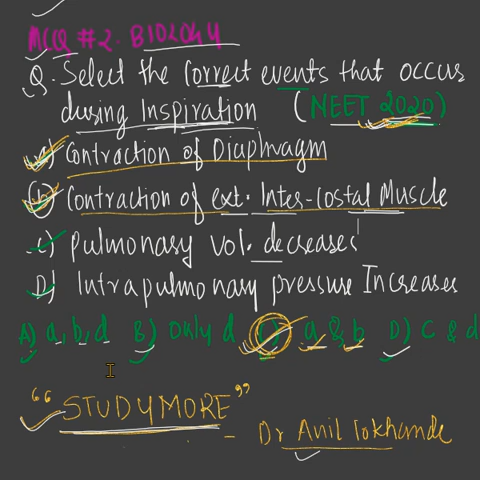 MCQ #2. BIOLOGY
Q. Select the correct events that occur
during Inspiration (NEET 2020)
a) Contraction of Diaphragm
b) Contraction of ext. Inter-Costal Muscle
c) Pulmonary vol. decreases
D) Intrapulmonary pressure Increases
A) a, b, d B) Only d C) a & b D) C & d
"STUDYMORE"
- Dr Anil lokhande